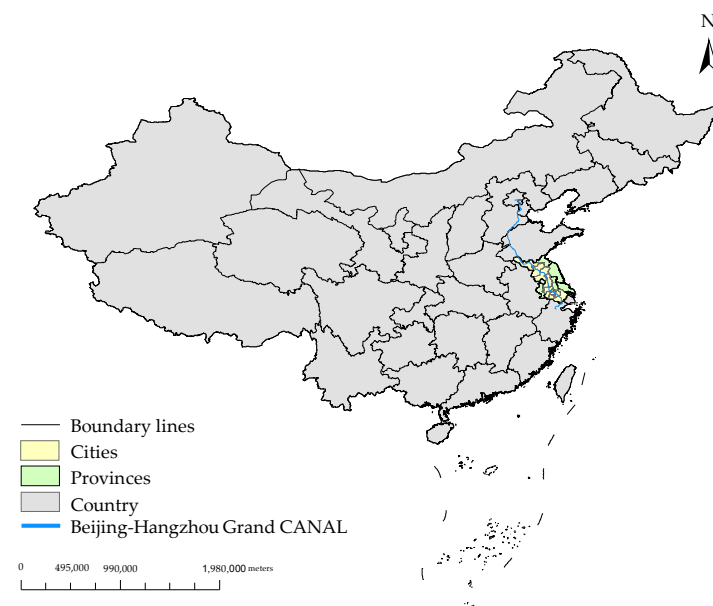 N
Boundary lines
Cities
Provinces
Country
Beijing-Hangzhou Grand CANAL
0 495,000 990,000 1,980,000 meters